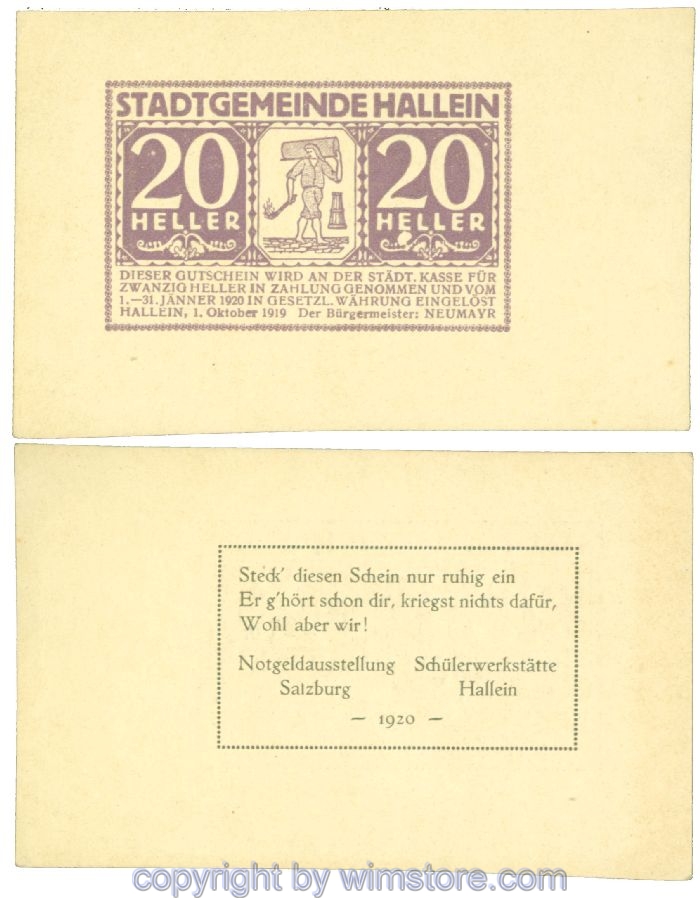 STADTGEMEINDE HALLEIN
20 20
HELLER HELLER
DIESER GUTSCHEIN WIRD AN DER STÄDT. KASSE FÜR
ZWANZIG HELLER IN ZAHLUNG GENOMMEN UND VOM
1.—31. JÄNNER 1920 IN GESETZL. WÄHRUNG EINGELÖST
HALLEIN, 1. Oktober 1919 Der Bürgermeister: NEUMAYR
Steck' diesen Schein nur ruhig ein
Er g'hört schon dir, kriegst nichts dafür,
Wohl aber wir!
Notgeldausstellung Schülerwerkstätte
Salzburg Hallein
— 1920 —
copyright by wimstore.com